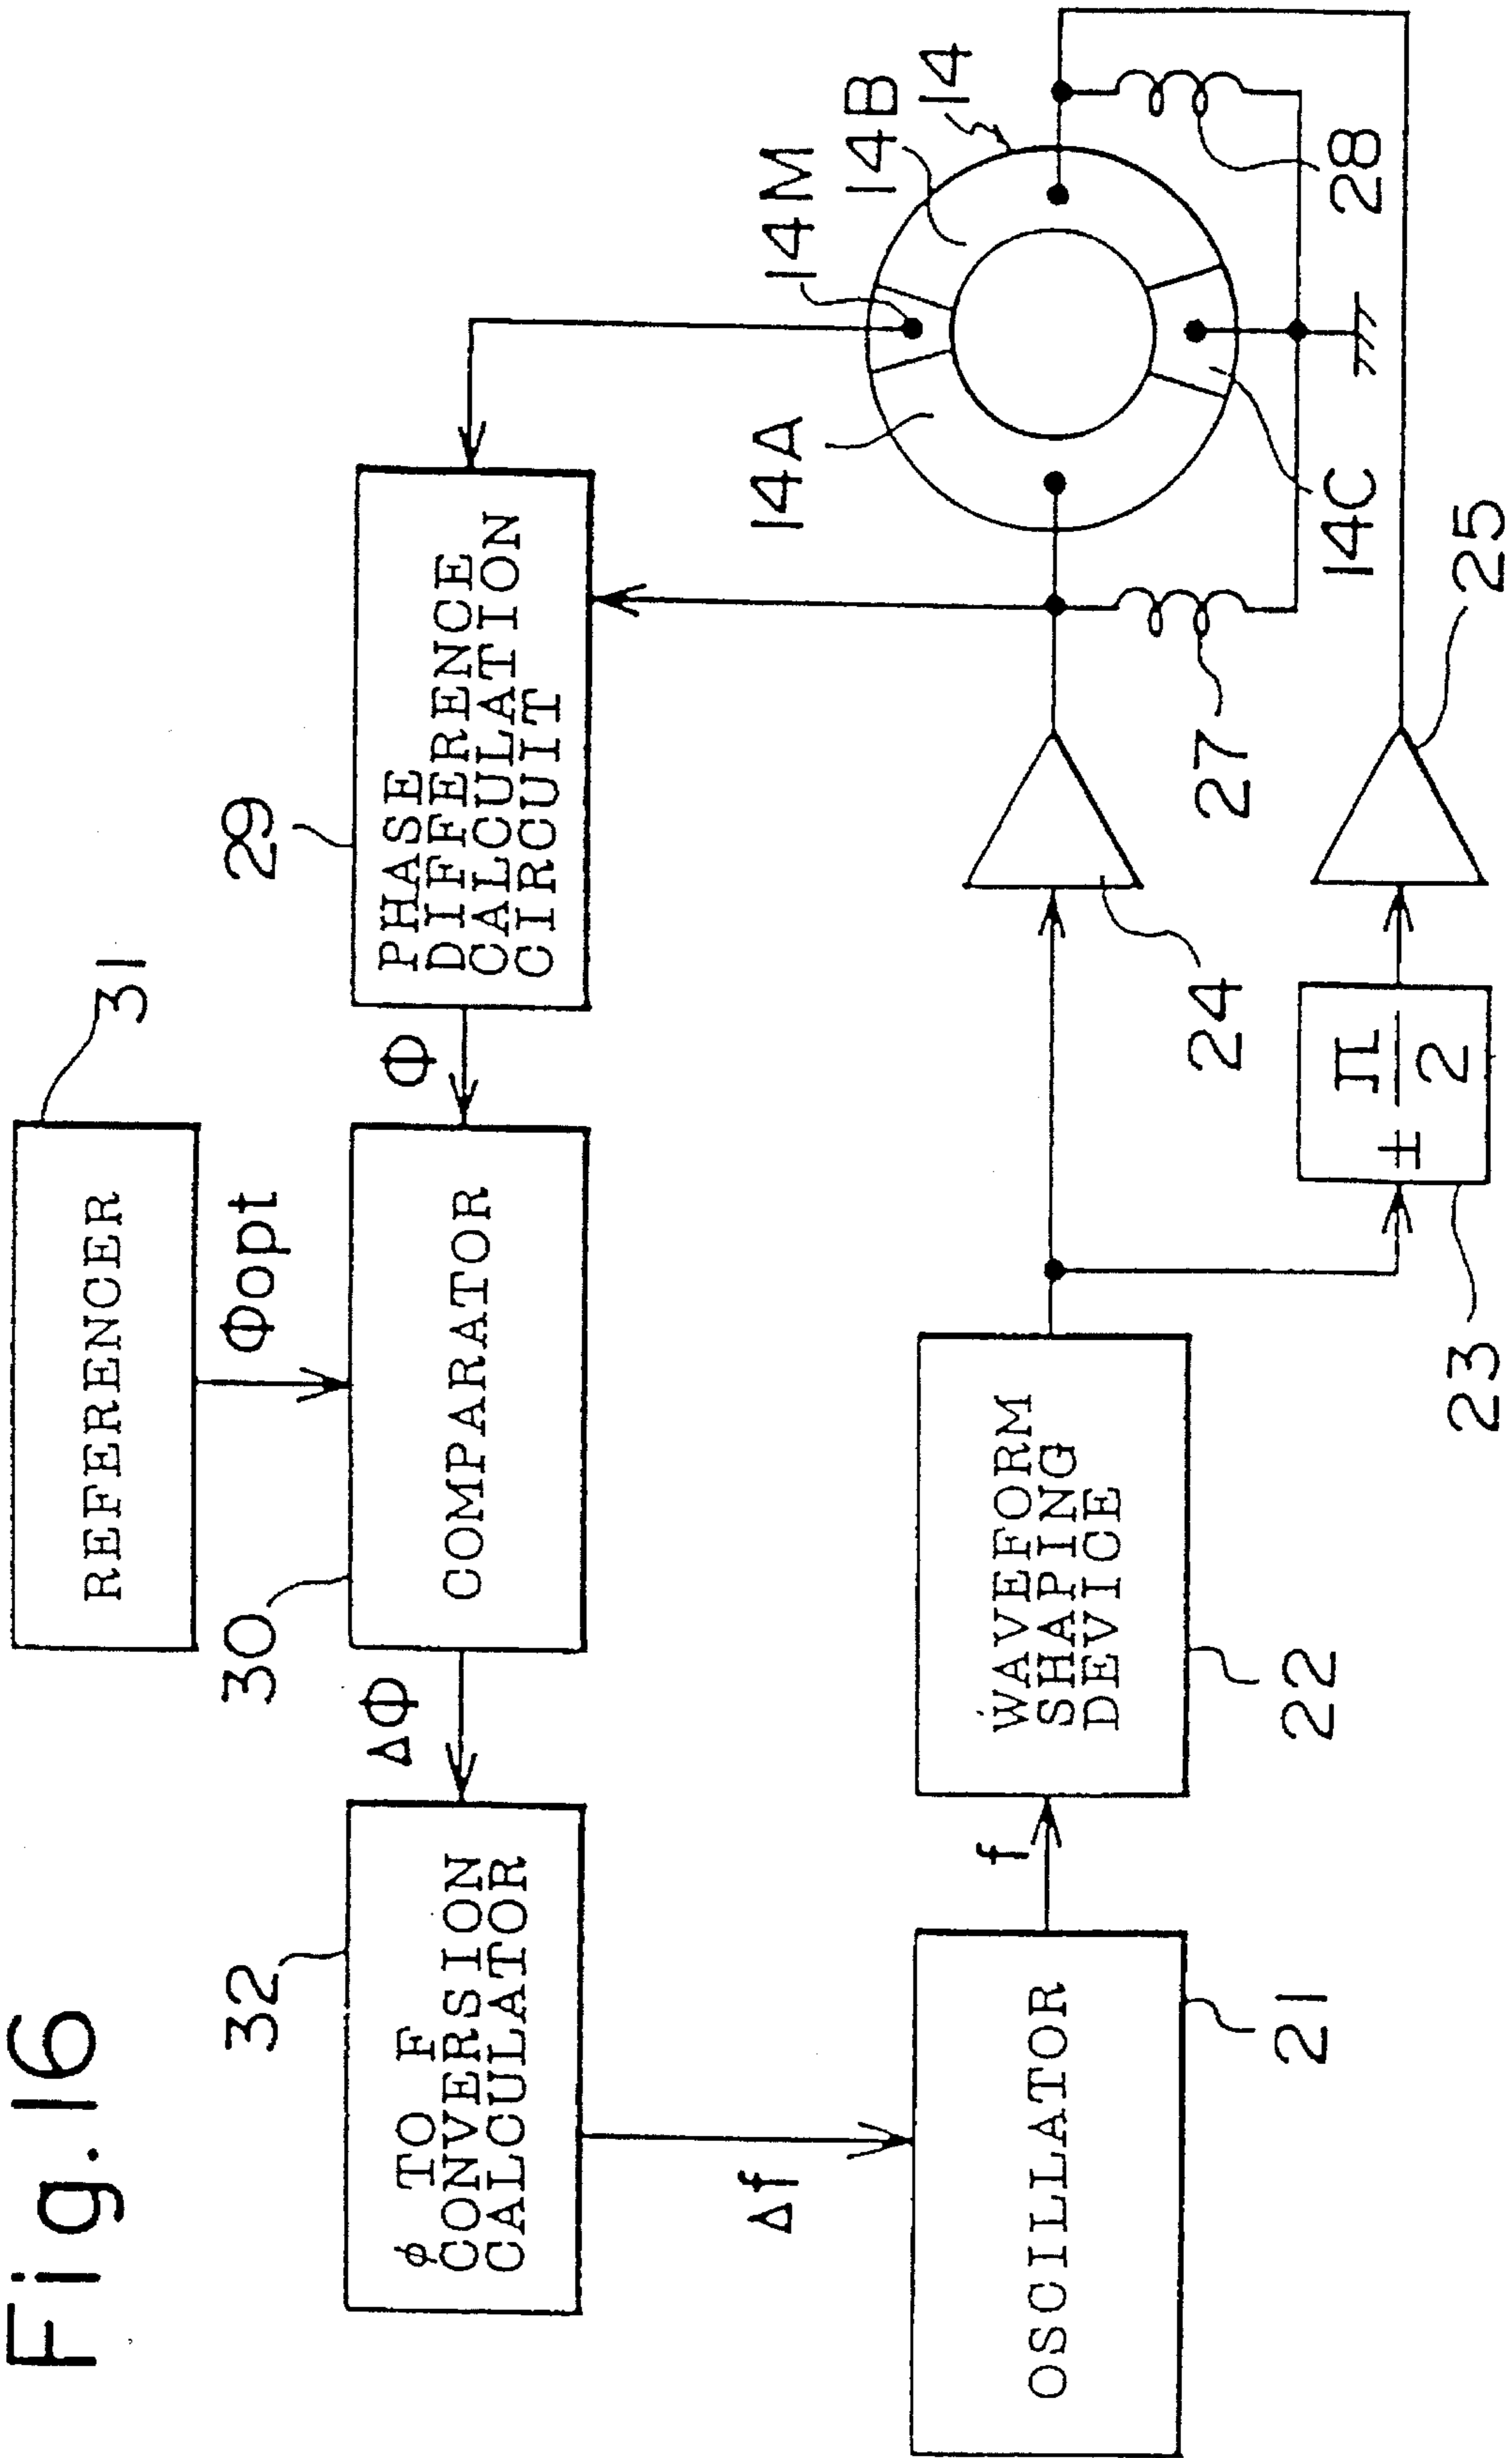 Fig.16
REFERENCER
31
Φopt
32
30
29
ϕ TO F
CONVERSION
CALCULATOR
ΔΦ
COMPARATOR
Φ
PHASE
DIFFERENCE
CALCULATION
CIRCUIT
Δf
14A
14M
14B
14
OSCILLATOR
f
WAVEFORM
SHAPING
DEVICE
24
27
14C
28
21
22
±
π
2
23
25